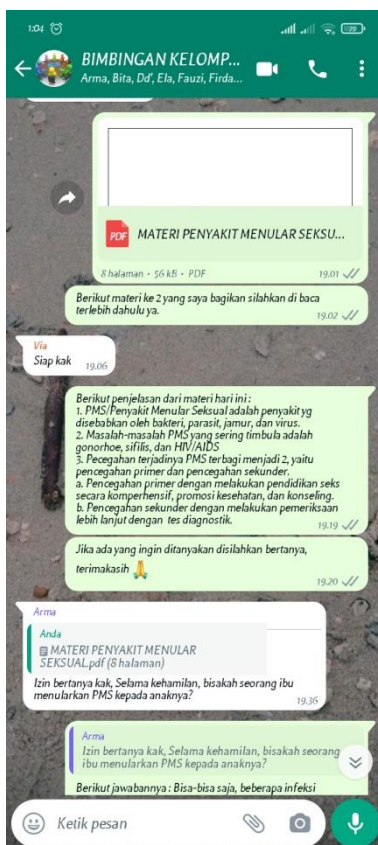 1:04
BIMBINGAN KELOMP...
Arma, Bita, Dd', Ela, Fauzi, Firda...
PDF
MATERI PENYAKIT MENULAR SEKSU...
8 halaman • 56 kB • PDF
19.01
Berikut materi ke 2 yang saya bagikan silahkan di baca
terlebih dahulu ya.
19.02
Via
Siap kak
19.06
Berikut penjelasan dari materi hari ini :
1. PMS/Penyakit Menular Seksual adalah penyakit yg
disebabkan oleh bakteri, parasit, jamur, dan virus.
2. Masalah-masalah PMS yang sering timbula adalah
gonorhoe, sifilis, dan HIV/AIDS
3. Pecegahan terjadinya PMS terbagi menjadi 2, yaitu
pencegahan primer dan pencegahan sekunder.
a. Pencegahan primer dengan melakukan pendidikan seks
secara komperhensif, promosi kesehatan, dan konseling.
b. Pencegahan sekunder dengan melakukan pemeriksaan
lebih lanjut dengan tes diagnostik.
19.19
Jika ada yang ingin ditanyakan disilahkan bertanya,
terimakasih 🙏
19.20
Arma
Anda
MATERI PENYAKIT MENULAR
SEKSUAL.pdf (8 halaman)
Izin bertanya kak, Selama kehamilan, bisakah seorang ibu
menularkan PMS kepada anaknya?
19.36
Arma
Izin bertanya kak, Selama kehamilan, bisakah seorang
ibu menularkan PMS kepada anaknya?
Berikut jawabannya : Bisa-bisa saja, beberapa infeksi
Ketik pesan